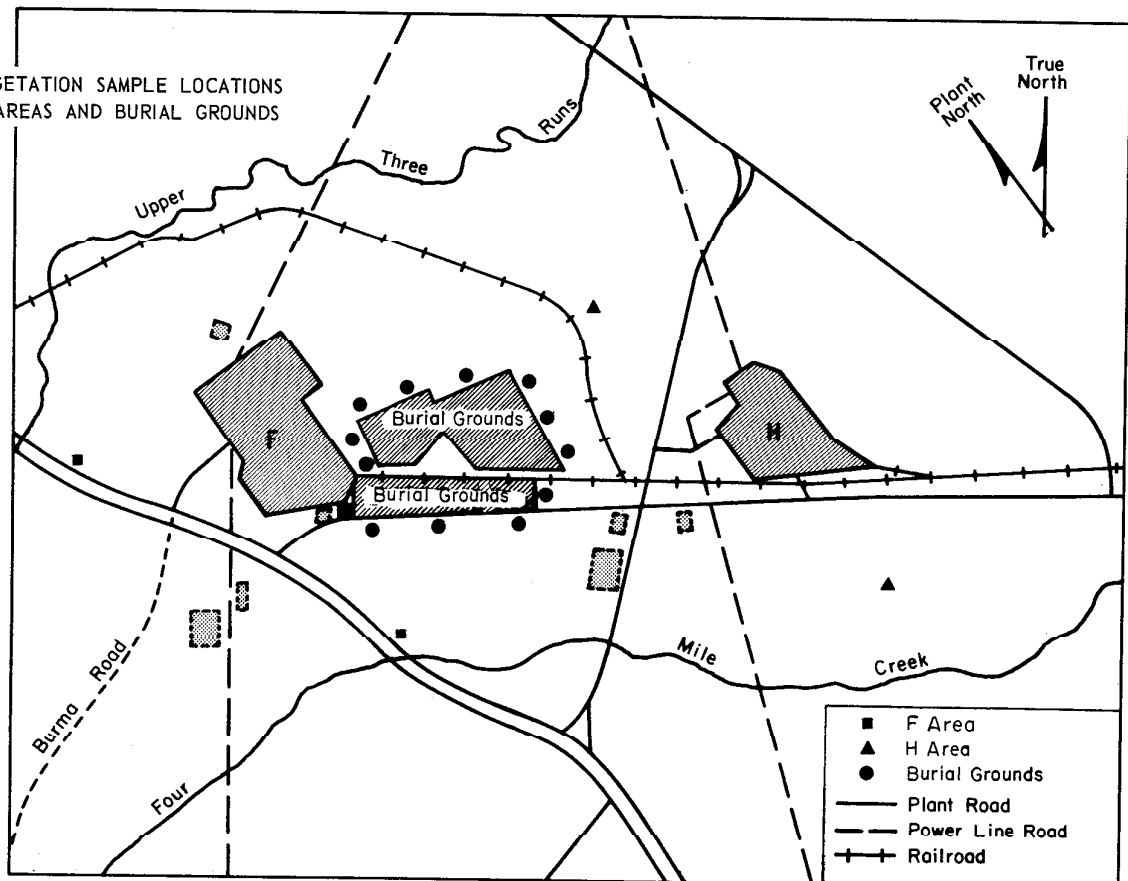 GETATION SAMPLE LOCATIONS
AREAS AND BURIAL GROUNDS
True
North
Plant
North
Upper Three Runs
F
Burial Grounds
H
Burial Grounds
Burma Road
Four Mile Creek
F Area
H Area
Burial Grounds
Plant Road
Power Line Road
Railroad